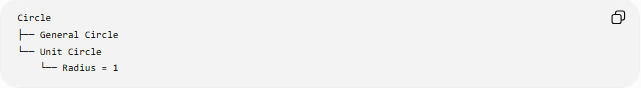 Circle
├── General Circle
└── Unit Circle
    └── Radius = 1